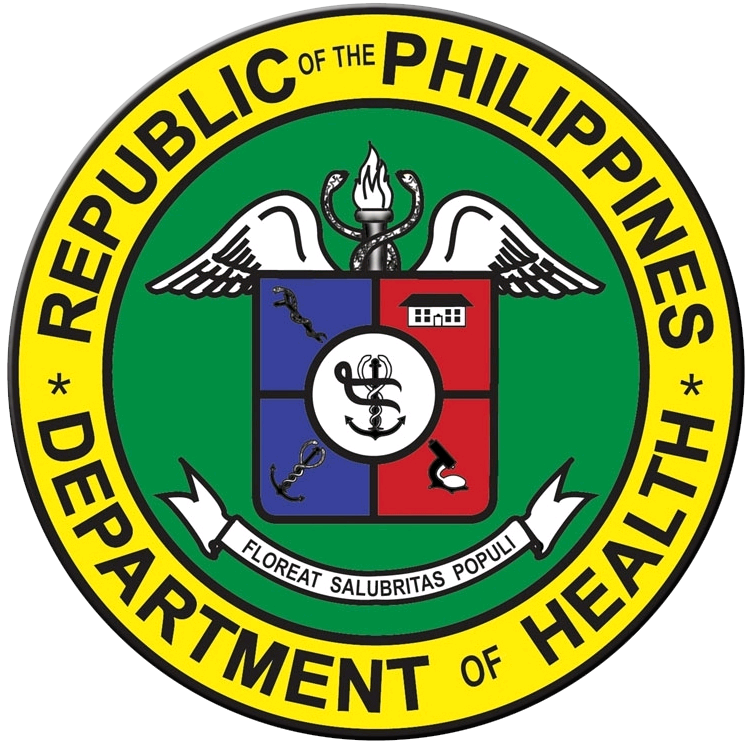 REPUBLIC OF THE PHILIPPINES
* DEPARTMENT OF HEALTH *
FLOREAT SALUBRITAS POPULI